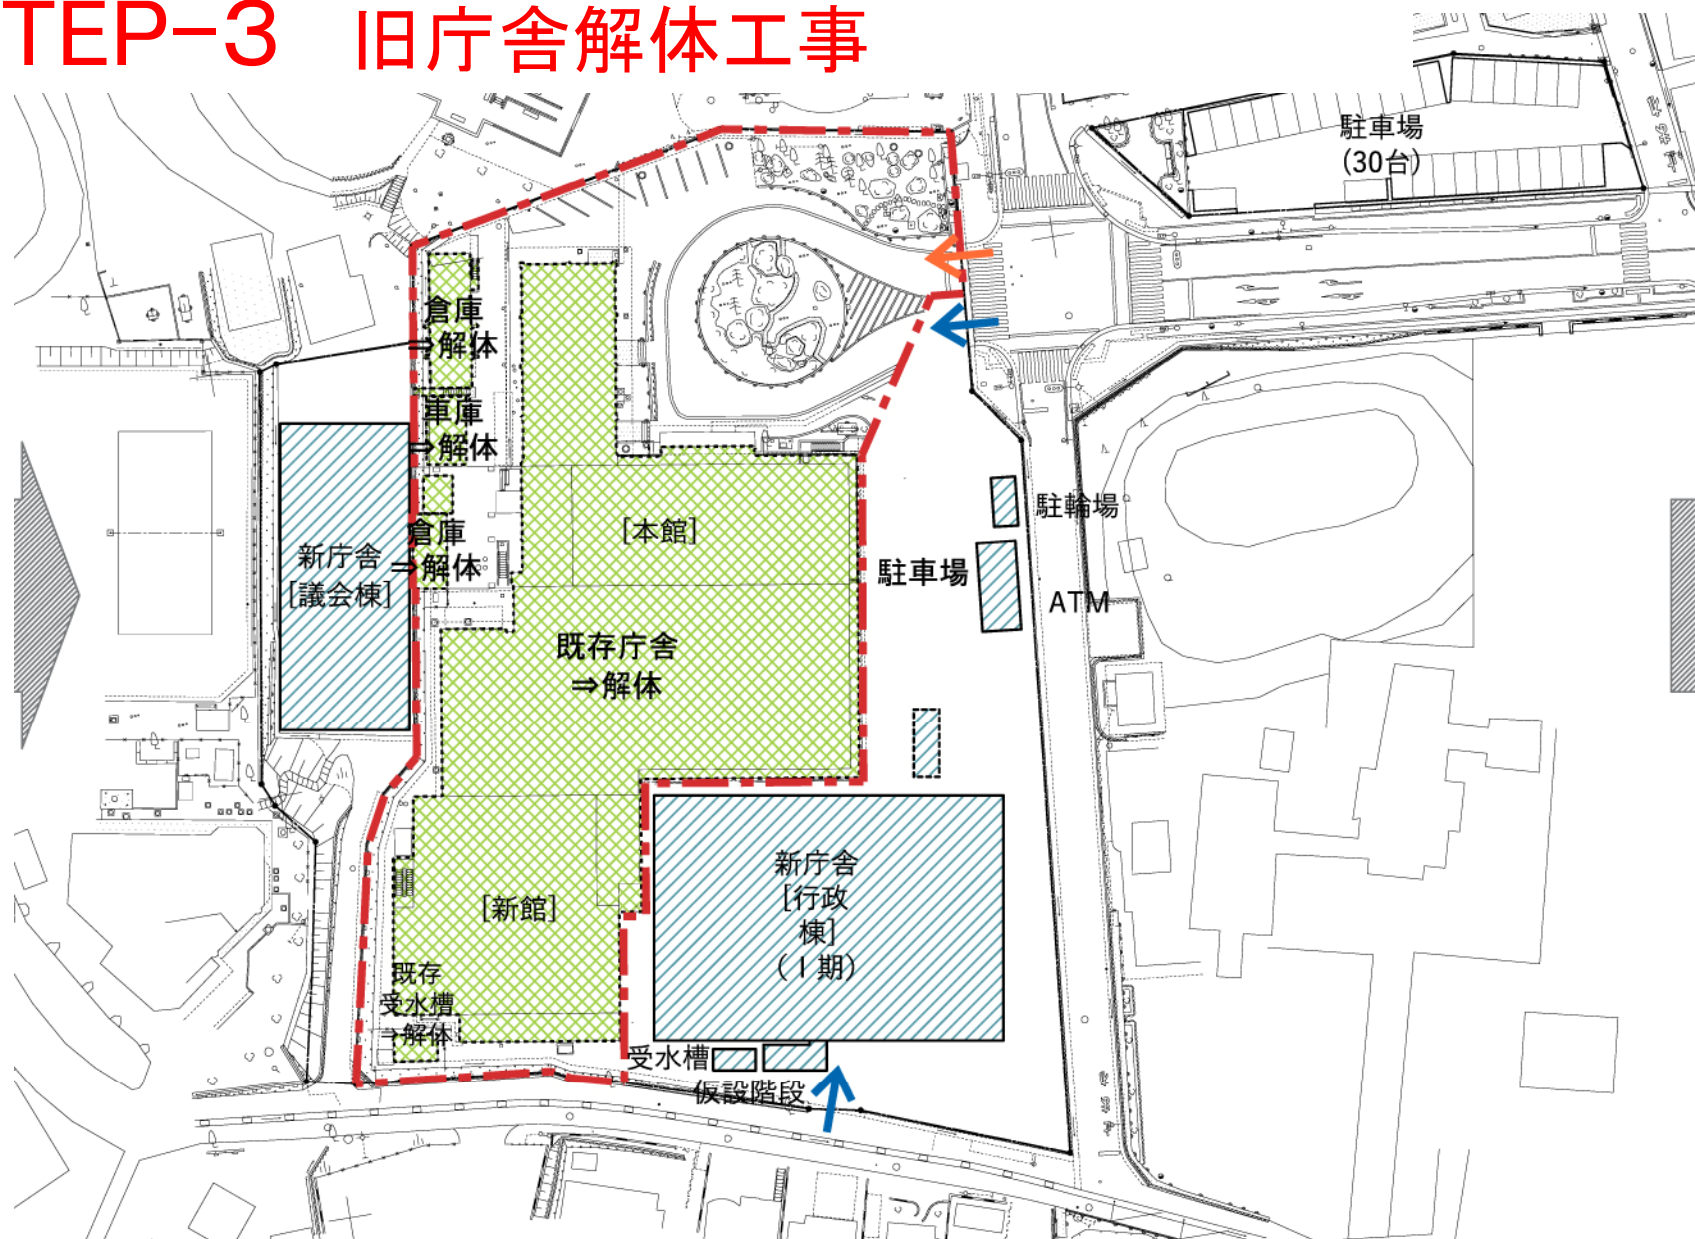 TEP-3 旧庁舎解体工事
駐車場
(30台)
倉庫
⇒解体
車庫
⇒解体
倉庫
⇒解体
新庁舎
[議会棟]
[本館]
既存庁舎
⇒解体
駐輪場
駐車場
ATM
新庁舎
[行政
棟]
(Ⅰ期)
[新館]
既存
受水槽
⇒解体
受水槽
仮設階段